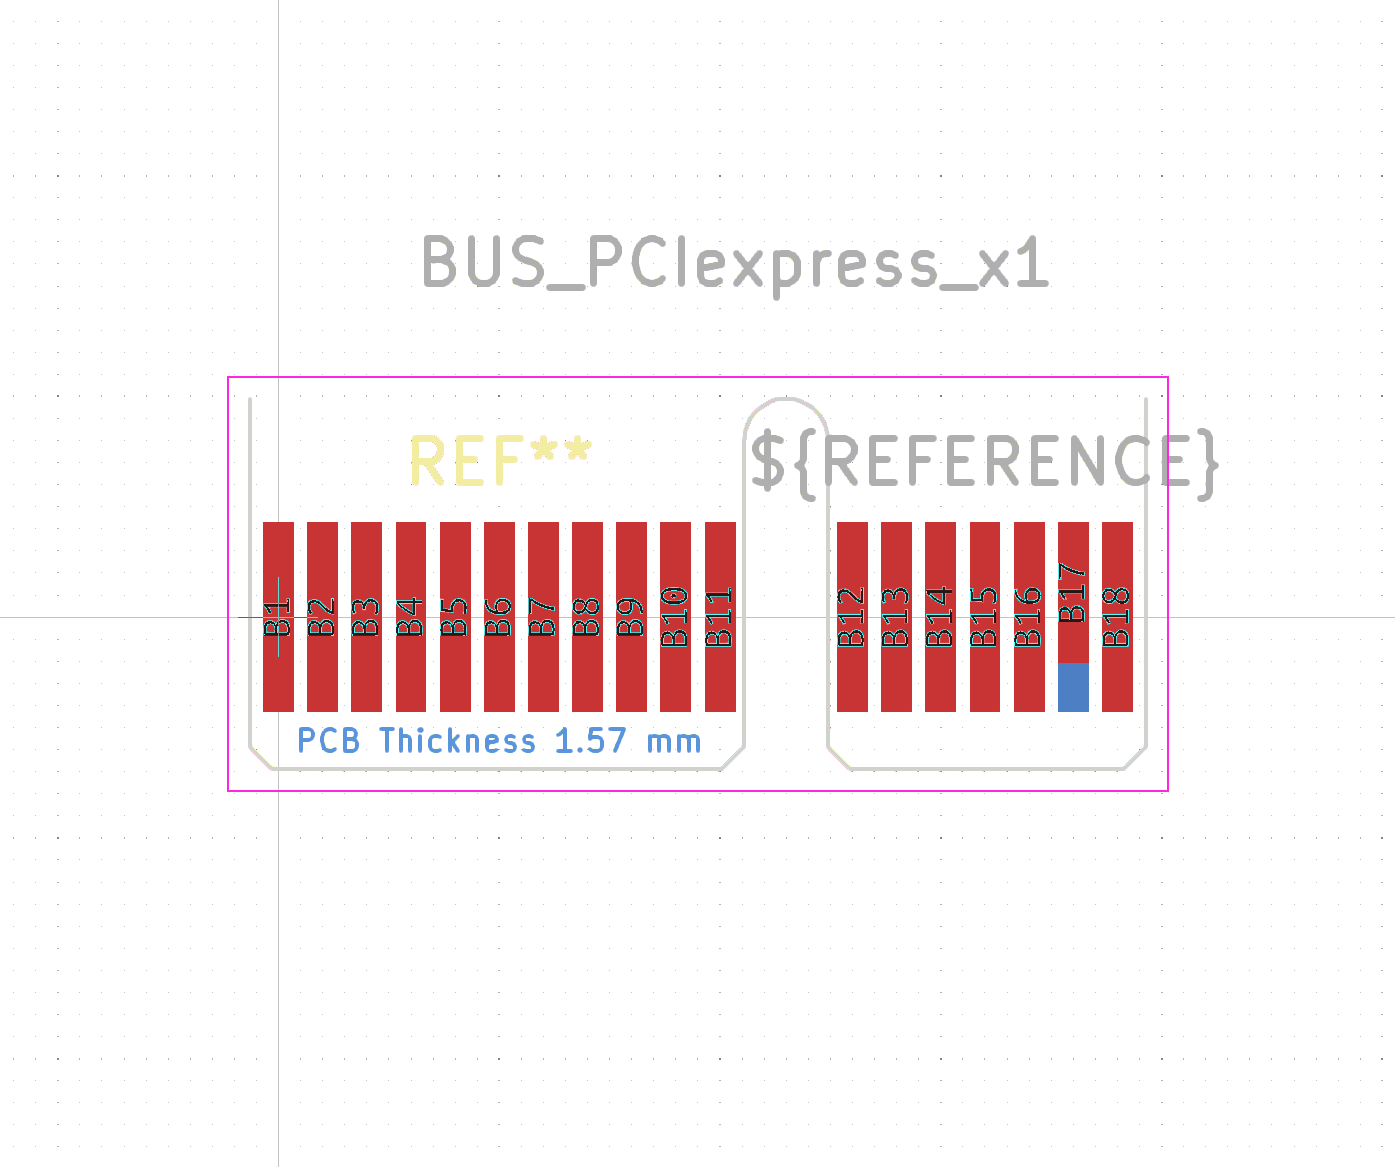 BUS_PCIexpress_x1
REF** ${REFERENCE}
B1 B2 B3 B4 B5 B6 B7 B8 B9 B10 B11 B12 B13 B14 B15 B16 B17 B18
PCB Thickness 1.57 mm